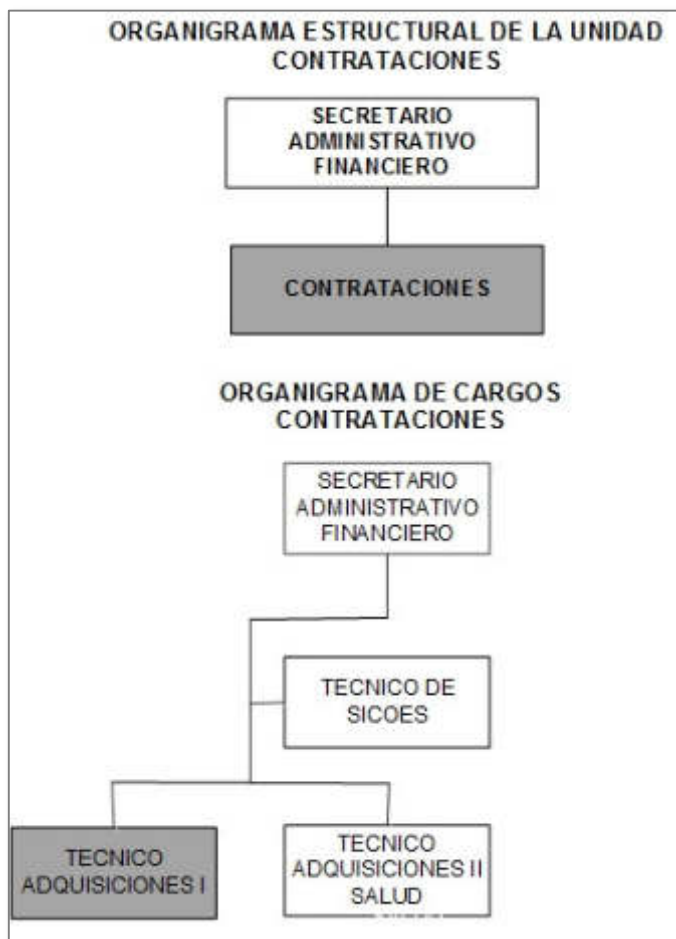 ORGANIGRAMA ESTRUCTURAL DE LA UNIDAD
CONTRATACIONES
SECRETARIO
ADMINISTRATIVO
FINANCIERO
CONTRATACIONES
ORGANIGRAMA DE CARGOS
CONTRATACIONES
SECRETARIO
ADMINISTRATIVO
FINANCIERO
TECNICO DE
SICOES
TECNICO
ADQUISICIONES I
TECNICO
ADQUISICIONES II
SALUD